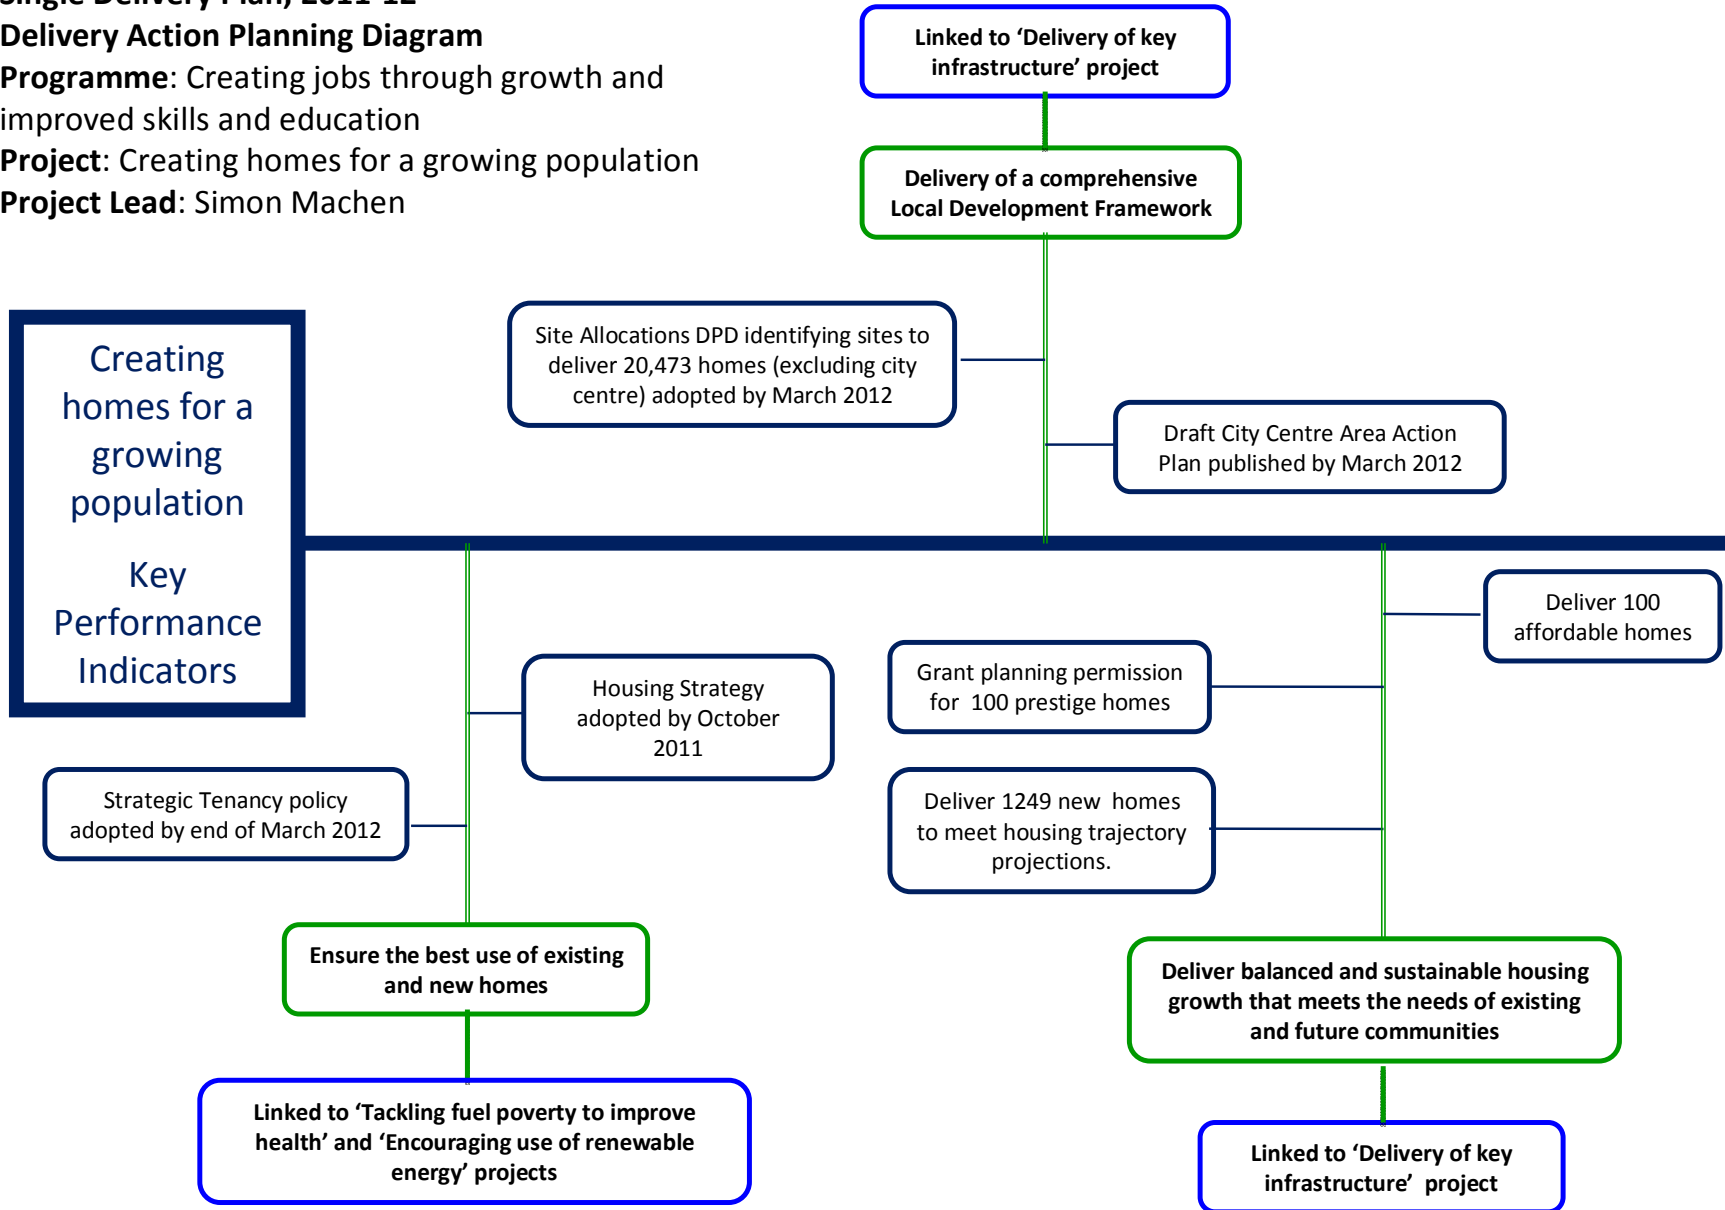 Single Delivery Plan, 2011-12
Delivery Action Planning Diagram
Programme: Creating jobs through growth and
improved skills and education
Project: Creating homes for a growing population
Project Lead: Simon Machen
Linked to ‘Delivery of key
infrastructure’ project
Delivery of a comprehensive
Local Development Framework
Site Allocations DPD identifying sites to
deliver 20,473 homes (excluding city
centre) adopted by March 2012
Draft City Centre Area Action
Plan published by March 2012
Creating
homes for a
growing
population
Key
Performance
Indicators
Deliver 100
affordable homes
Grant planning permission
for 100 prestige homes
Housing Strategy
adopted by October
2011
Strategic Tenancy policy
adopted by end of March 2012
Deliver 1249 new homes
to meet housing trajectory
projections.
Ensure the best use of existing
and new homes
Deliver balanced and sustainable housing
growth that meets the needs of existing
and future communities
Linked to ‘Tackling fuel poverty to improve
health’ and ‘Encouraging use of renewable
energy’ projects
Linked to ‘Delivery of key
infrastructure’ project